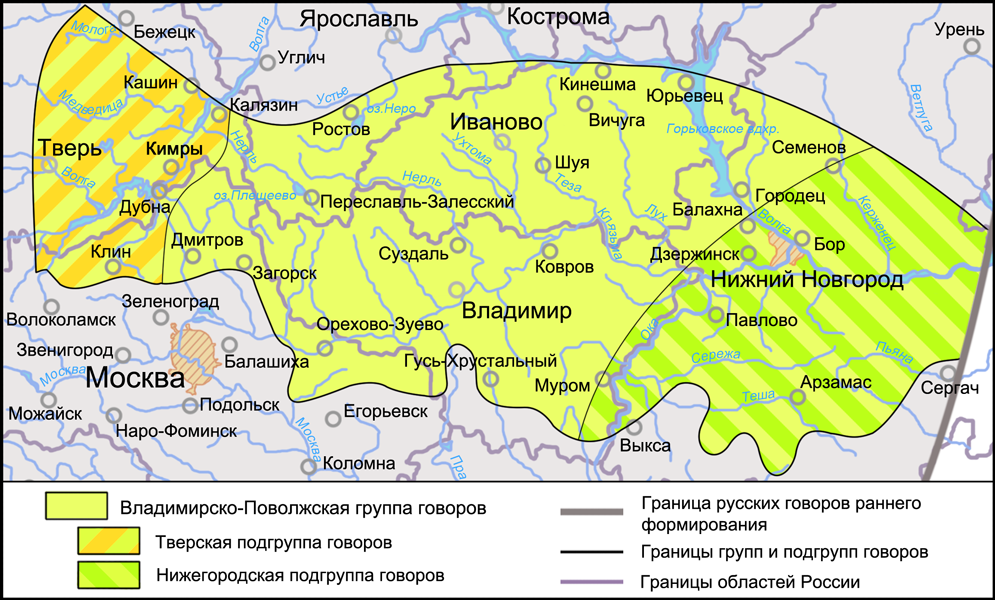 Ярославль
Кострома
Молога
Бежецк
Волга
Углич
Урень
Кашин
Медведица
Калязин
Устье
оз.Неро
Ростов
Кинешма
Юрьевец
Вичуга
Ветлуга
Иваново
Горьковское вдхр.
Тверь
Кимры
Нерль
Ухтома
Шуя
Семенов
Волга
оз.Плещеево
Нерль
Теза
Дубна
Переславль-Залесский
Городец
Лух
Балахна
Керженец
Клязьма
Волга
Клин
Дмитров
Суздаль
Бор
Загорск
Ковров
Дзержинск
Нижний Новгород
Зеленоград
Волоколамск
Владимир
Орехово-Зуево
Павлово
Ока
Звенигород
Балашиха
Гусь-Хрустальный
Сережа
Пьяна
Москва
Москва
Муром
Арзамас
Сергач
Теша
Можайск
Подольск
Егорьевск
Наро-Фоминск
Москва
Выкса
Коломна
Пра
Владимирско-Поволжская группа говоров
Тверская подгруппа говоров
Нижегородская подгруппа говоров
Граница русских говоров раннего
формирования
Границы групп и подгрупп говоров
Границы областей России